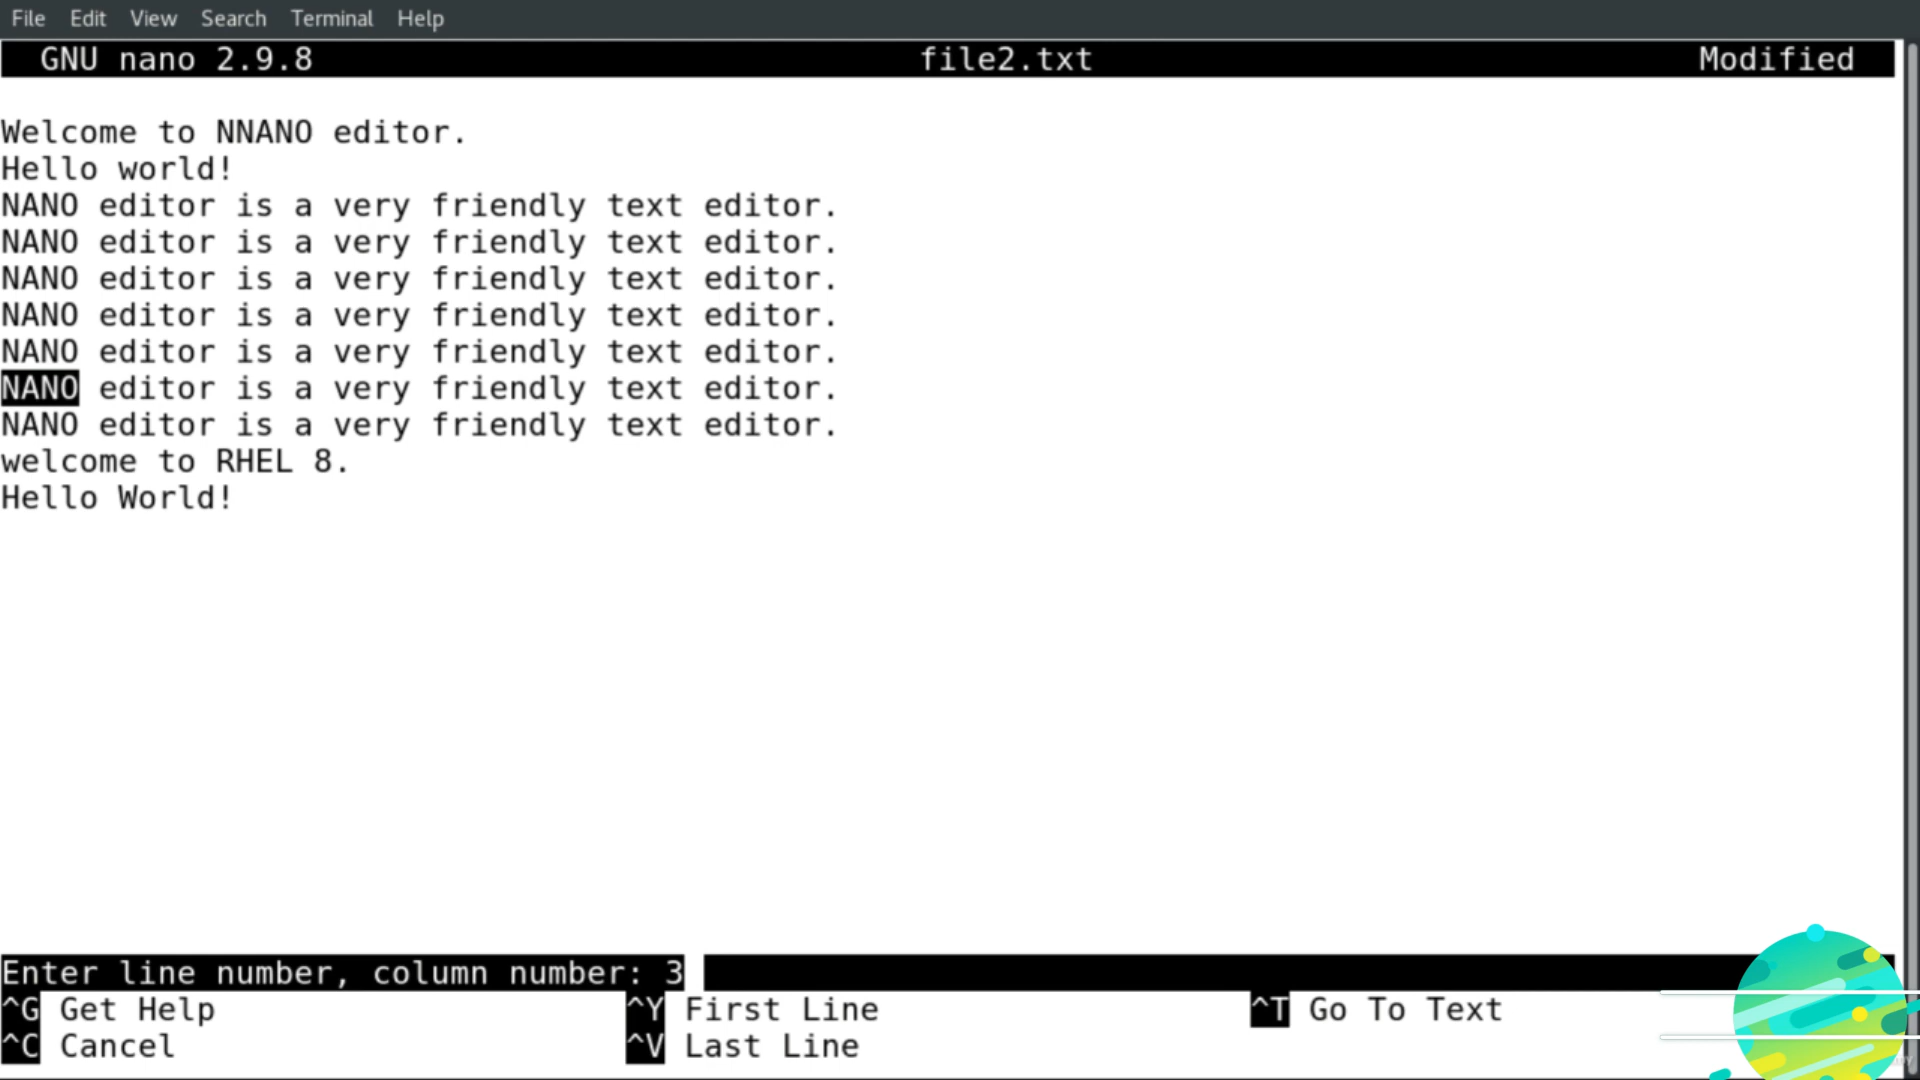 File Edit View Search Terminal Help
GNU nano 2.9.8 file2.txt Modified
Welcome to NNANO editor.
Hello world!
NANO editor is a very friendly text editor.
NANO editor is a very friendly text editor.
NANO editor is a very friendly text editor.
NANO editor is a very friendly text editor.
NANO editor is a very friendly text editor.
NANO editor is a very friendly text editor.
NANO editor is a very friendly text editor.
welcome to RHEL 8.
Hello World!
Enter line number, column number: 3
^G Get Help ^Y First Line ^T Go To Text
^C Cancel ^V Last Line